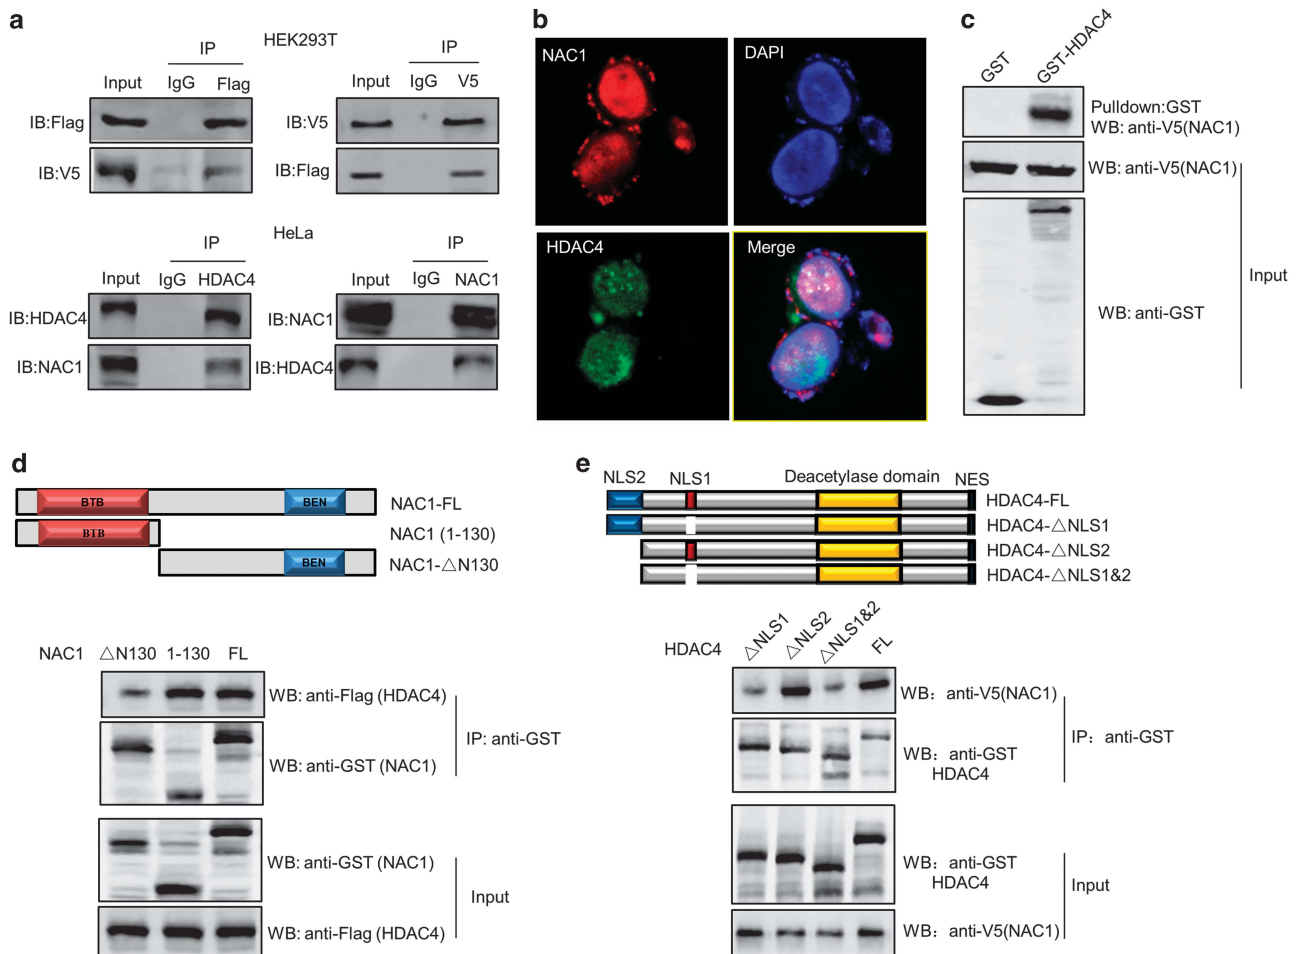 a
HEK293T
IP
Input IgG Flag
IB:Flag
IB:V5
IP
Input IgG V5
IB:V5
IB:Flag
HeLa
IP
Input IgG HDAC4
IB:HDAC4
IB:NAC1
IP
Input IgG NAC1
IB:NAC1
IB:HDAC4
b
NAC1
DAPI
HDAC4
Merge
c
GST
GST-HDAC4
Pulldown:GST
WB: anti-V5(NAC1)
WB: anti-V5(NAC1)
WB: anti-GST
Input
d
BTB
BEN
NAC1-FL
BTB
NAC1 (1-130)
BEN
NAC1-△N130
NAC1 △N130 1-130 FL
WB: anti-Flag (HDAC4)
WB: anti-GST (NAC1)
IP: anti-GST
WB: anti-GST (NAC1)
WB: anti-Flag (HDAC4)
Input
e
NLS2 NLS1 Deacetylase domain NES
HDAC4-FL
HDAC4-△NLS1
HDAC4-△NLS2
HDAC4-△NLS1&2
HDAC4 △NLS1 △NLS2 △NLS1&2 FL
WB: anti-V5(NAC1)
WB: anti-GST
HDAC4
IP: anti-GST
WB: anti-GST
HDAC4
WB: anti-V5(NAC1)
Input